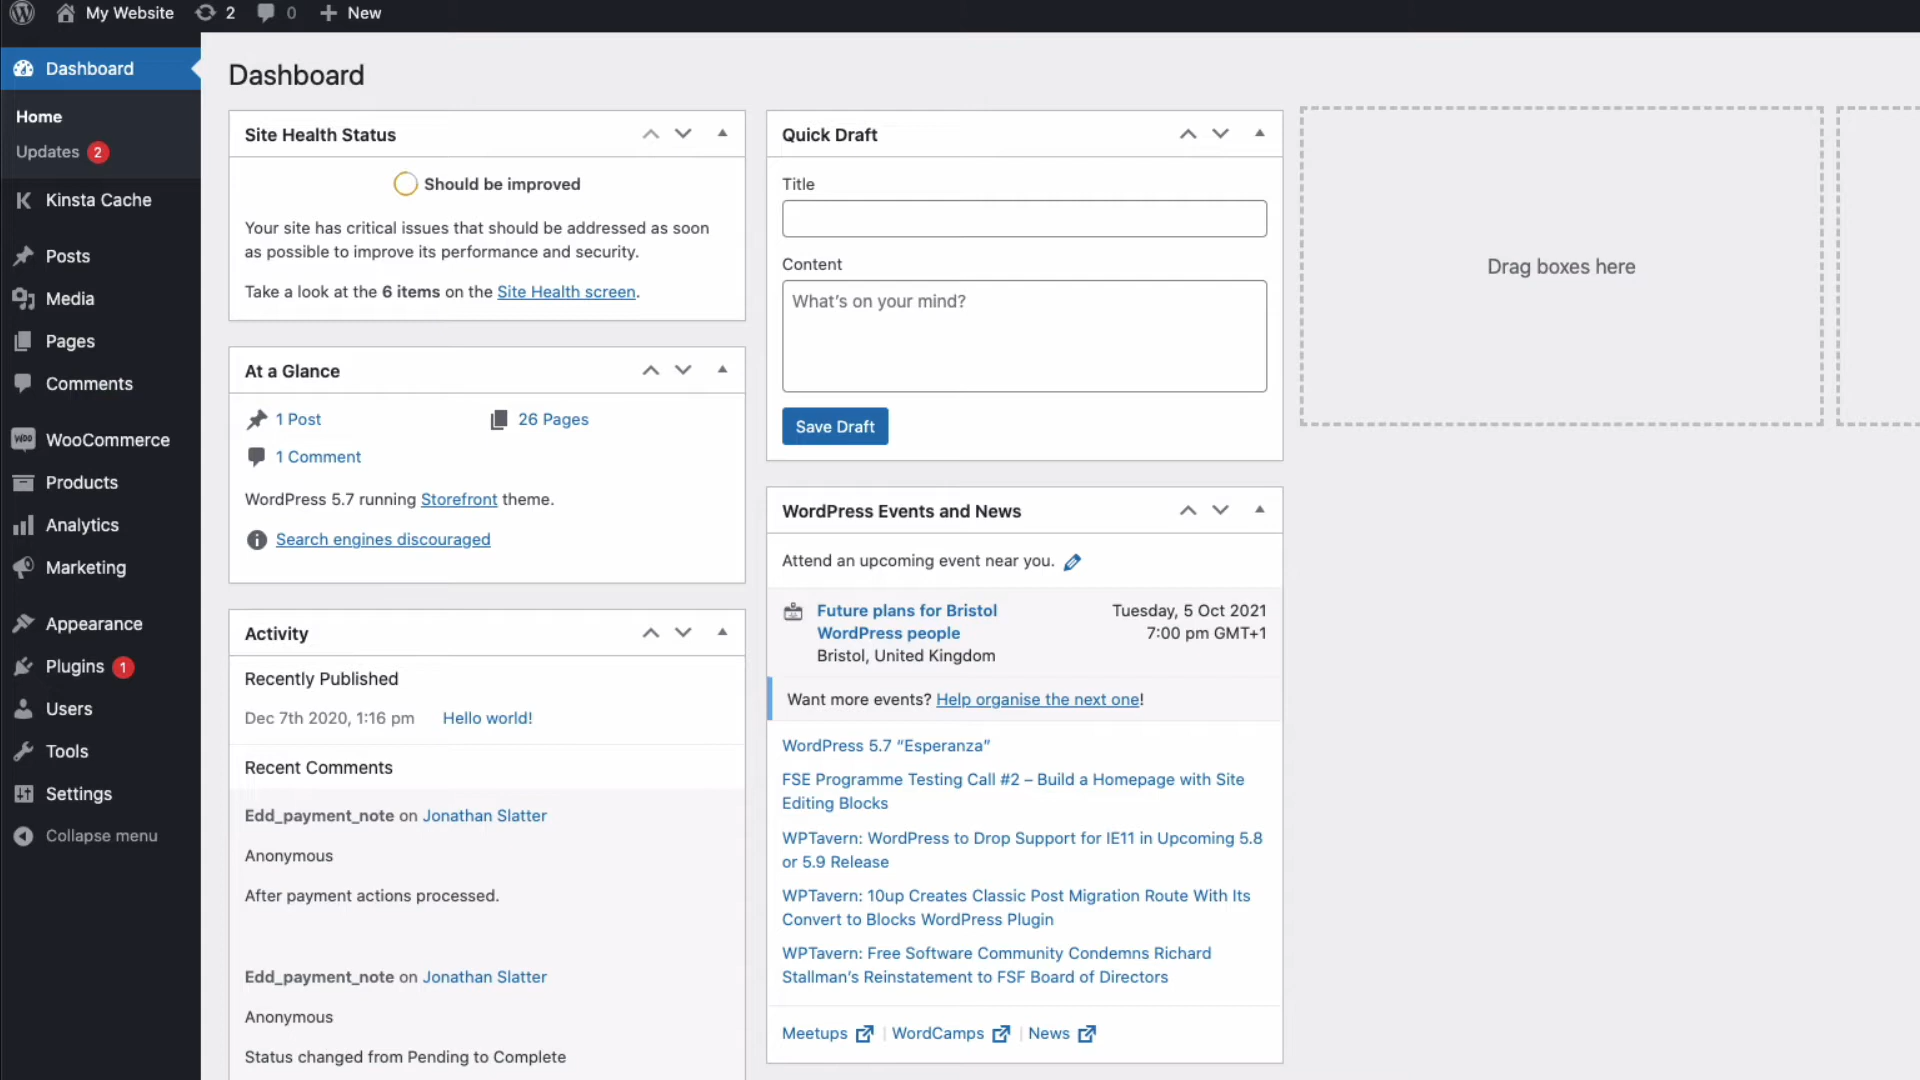 My Website 2 0 New
Dashboard
Home
Updates 2
Kinsta Cache
Posts
Media
Pages
Comments
WooCommerce
Products
Analytics
Marketing
Appearance
Plugins 1
Users
Tools
Settings
Collapse menu
Dashboard
Site Health Status
Should be improved
Your site has critical issues that should be addressed as soon
as possible to improve its performance and security.
Take a look at the 6 items on the Site Health screen.
At a Glance
1 Post 26 Pages
1 Comment
WordPress 5.7 running Storefront theme.
Search engines discouraged
Activity
Recently Published
Dec 7th 2020, 1:16 pm Hello world!
Recent Comments
Edd_payment_note on Jonathan Slatter
Anonymous
After payment actions processed.
Edd_payment_note on Jonathan Slatter
Anonymous
Status changed from Pending to Complete
Quick Draft
Title
Content
What's on your mind?
Save Draft
WordPress Events and News
Attend an upcoming event near you.
Future plans for Bristol Tuesday, 5 Oct 2021
WordPress people 7:00 pm GMT+1
Bristol, United Kingdom
Want more events? Help organise the next one!
WordPress 5.7 “Esperanza”
FSE Programme Testing Call #2 – Build a Homepage with Site
Editing Blocks
WPTavern: WordPress to Drop Support for IE11 in Upcoming 5.8
or 5.9 Release
WPTavern: 10up Creates Classic Post Migration Route With Its
Convert to Blocks WordPress Plugin
WPTavern: Free Software Community Condemns Richard
Stallman’s Reinstatement to FSF Board of Directors
Meetups | WordCamps | News
Drag boxes here